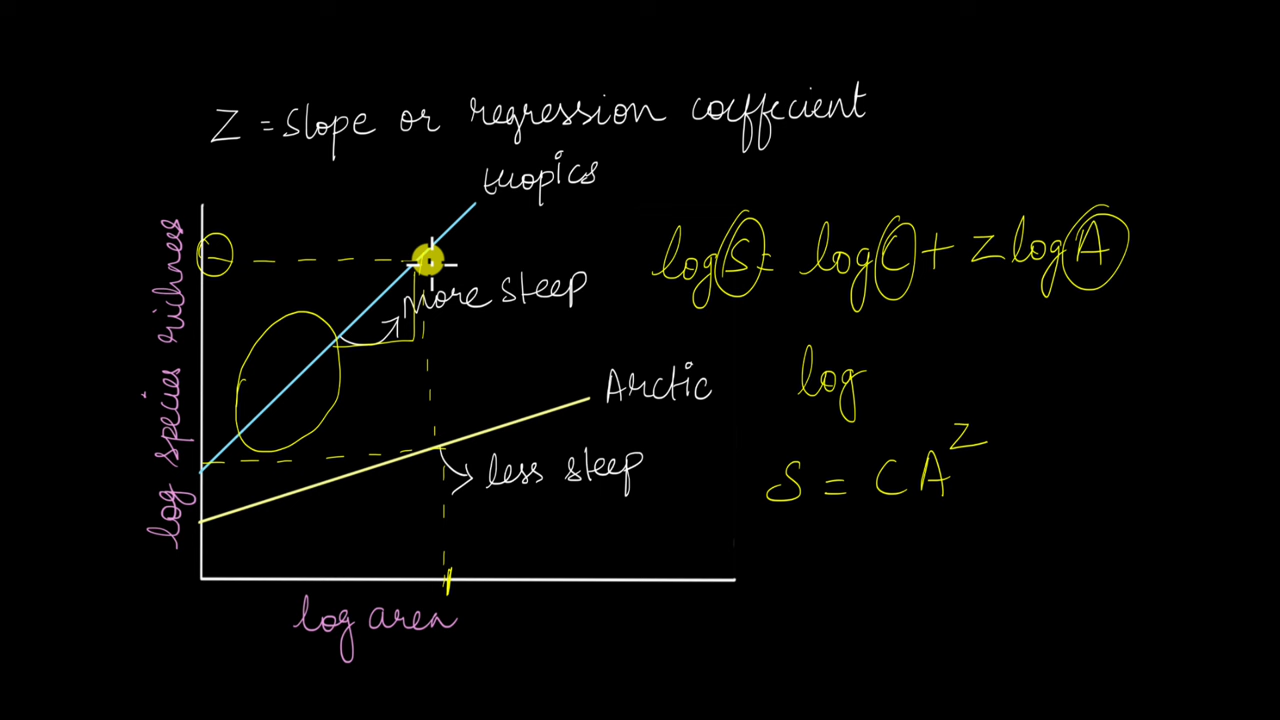 Z = slope or regression coefficient
tropics
log S = log C + z log A
more steep
log species richness
log
Arctic
S = CA^Z
less steep
log area